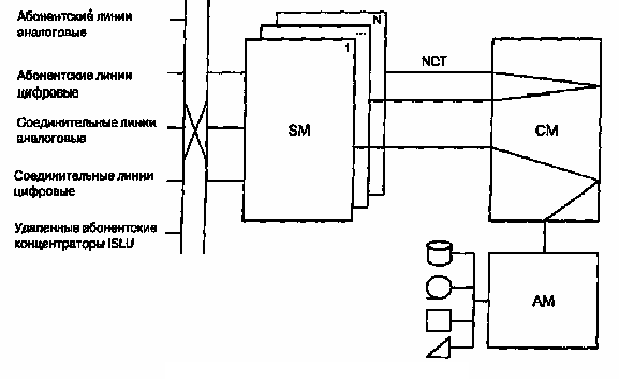 Абонентские линии
аналоговые
Абонентские линии
цифровые
Соединительные линии
аналоговые
Соединительные линии
цифровые
Удаленные абонентские
концентраторы ISLU
N
...
1
SM
NCT
CM
AM